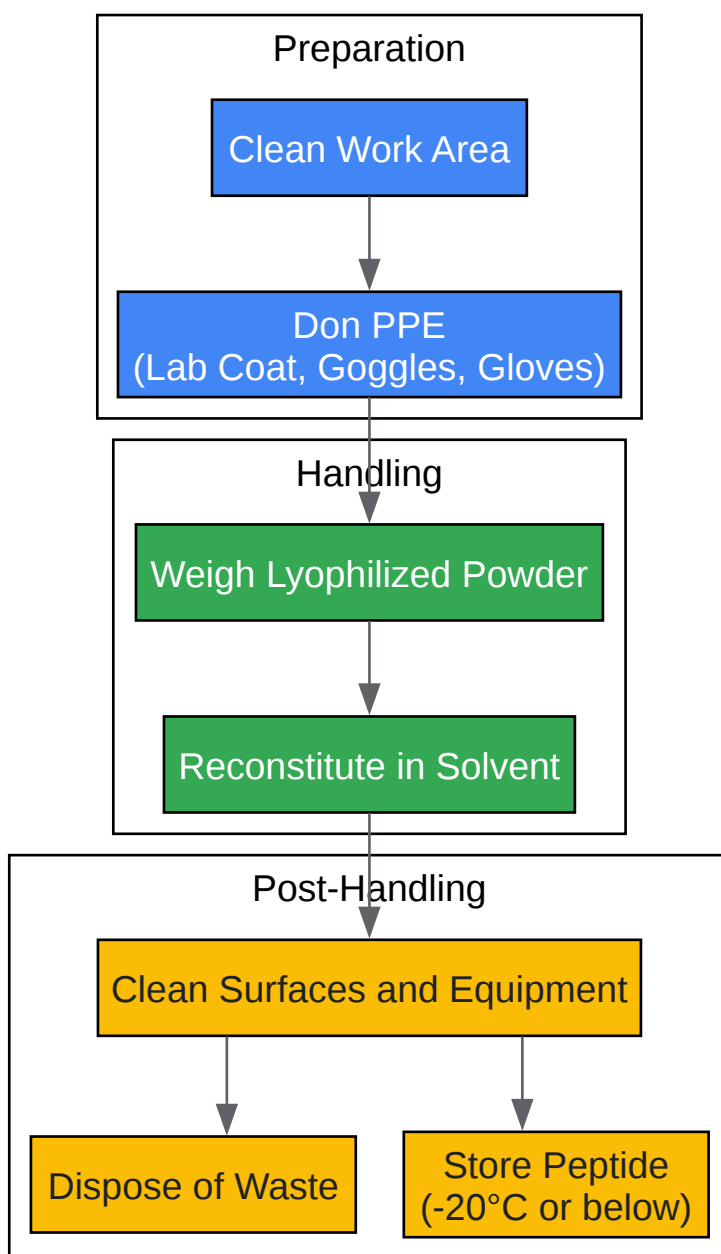 Preparation
Clean Work Area
Don PPE
(Lab Coat, Goggles, Gloves)
Handling
Weigh Lyophilized Powder
Reconstitute in Solvent
Post-Handling
Clean Surfaces and Equipment
Dispose of Waste
Store Peptide
(-20°C or below)